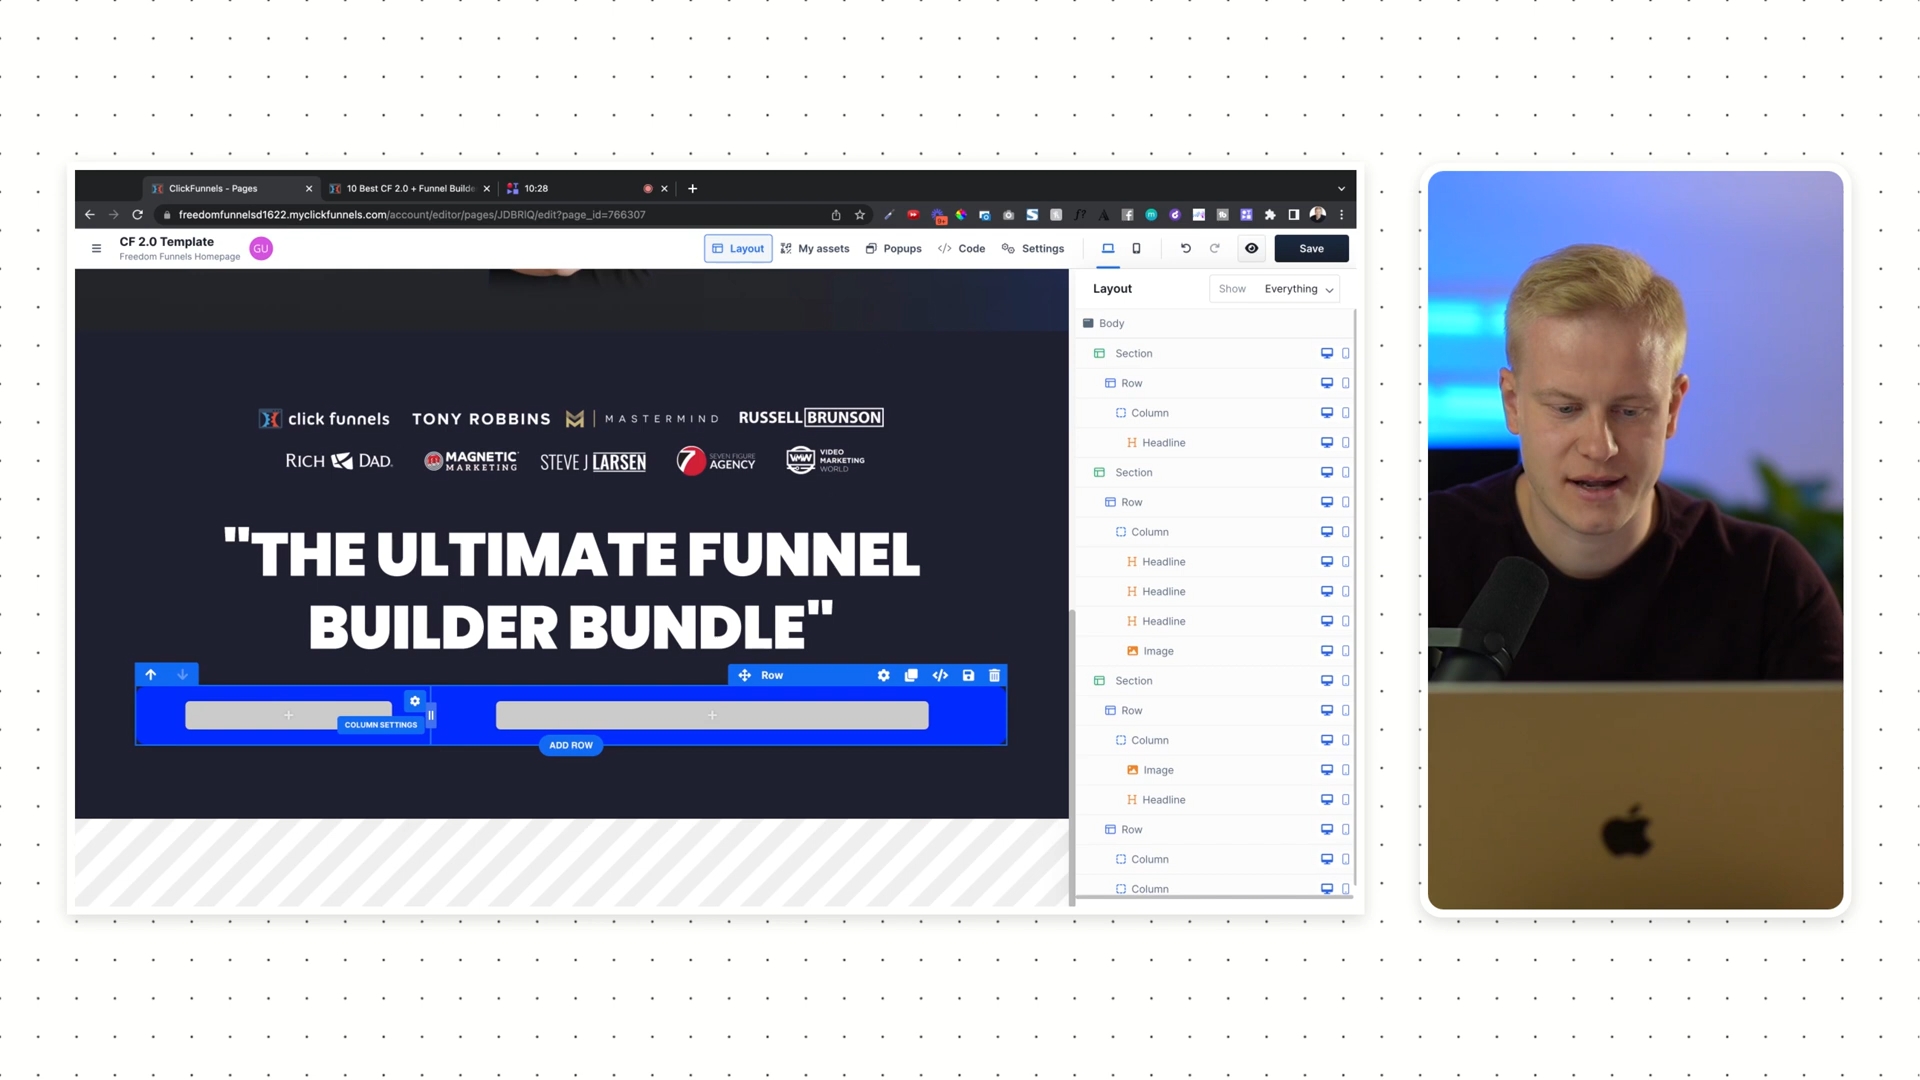 ClickFunnels - Pages
10 Best CF 2.0 + Funnel Builde
10:28
freedomfunnelsd1622.myclickfunnels.com/account/editor/pages/JDBRIQ/edit?page_id=766307
9+
f?
CF 2.0 Template
Freedom Funnels Homepage
GU
Layout
My assets
Popups
Code
Settings
Save
click funnels
TONY ROBBINS
MASTERMIND
RUSSELL BRUNSON
RICH DAD.
MAGNETIC MARKETING
STEVE J LARSEN
7 SEVEN FIGURE AGENCY
VMW VIDEO MARKETING WORLD
"THE ULTIMATE FUNNEL
BUILDER BUNDLE"
Row
COLUMN SETTINGS
ADD ROW
Layout
Show Everything
Body
Section
Row
Column
Headline
Section
Row
Column
Headline
Headline
Headline
Image
Section
Row
Column
Image
Headline
Row
Column
Column